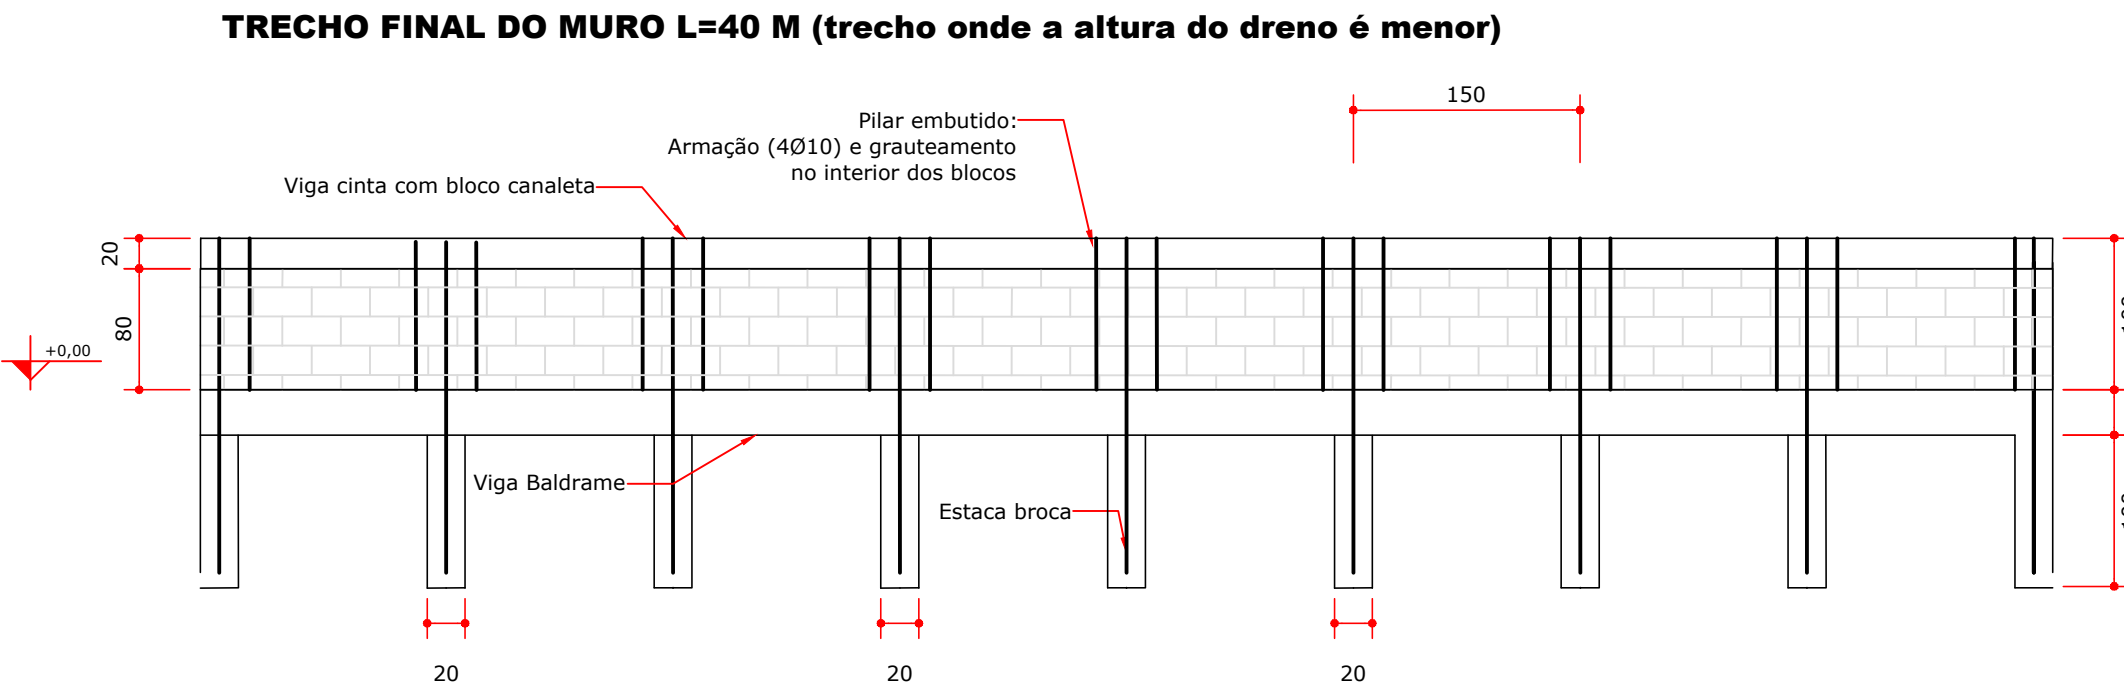 TRECHO FINAL DO MURO L=40 M (trecho onde a altura do dreno é menor)
150
Pilar embutido:
Armação (4Ø10) e grauteamento
no interior dos blocos
Viga cinta com bloco canaleta
20
80
+0,00
Viga Baldrame
Estaca broca
20
20
20